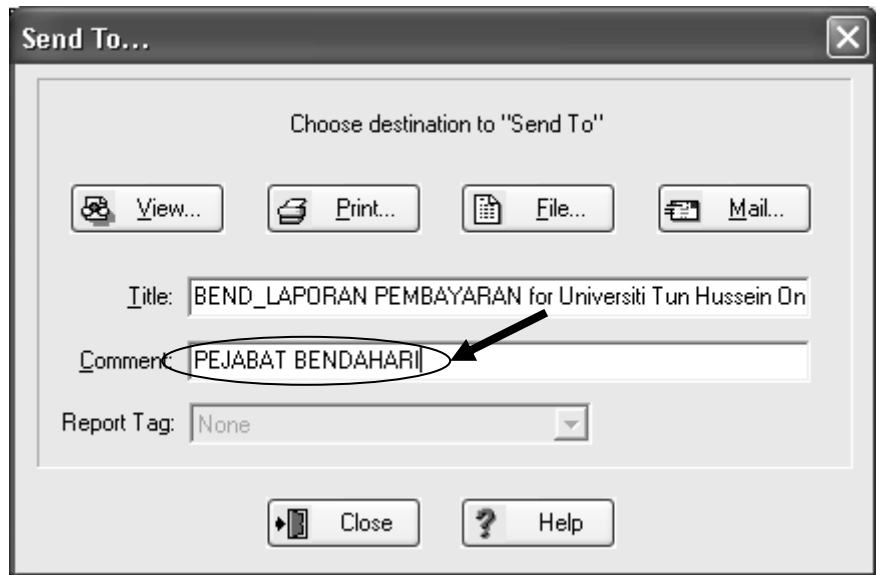 Send To...
Choose destination to "Send To"
View... Print... File... Mail...
Title: BEND_LAPORAN PEMBAYARAN for Universiti Tun Hussein On
Comment: PEJABAT BENDAHARI
Report Tag: None
Close Help